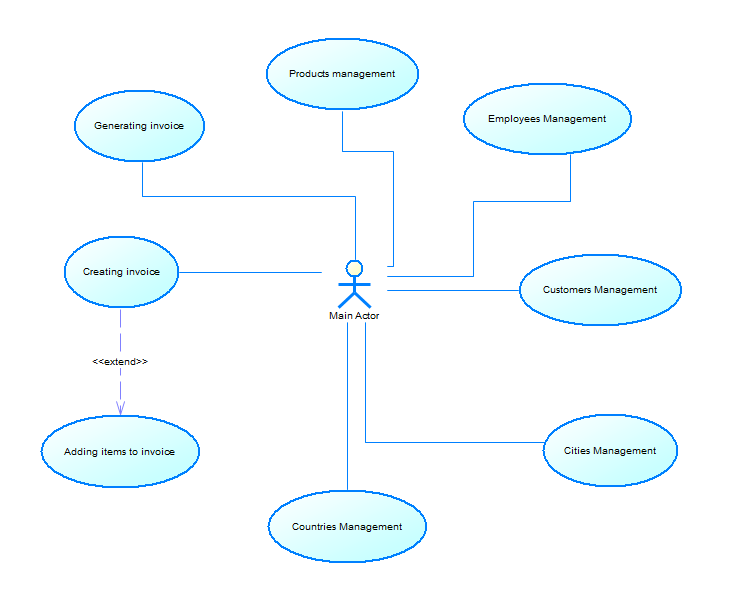 Products management
Generating invoice
Employees Management
Creating invoice
Customers Management
Main Actor
<<extend>>
Adding items to invoice
Cities Management
Countries Management